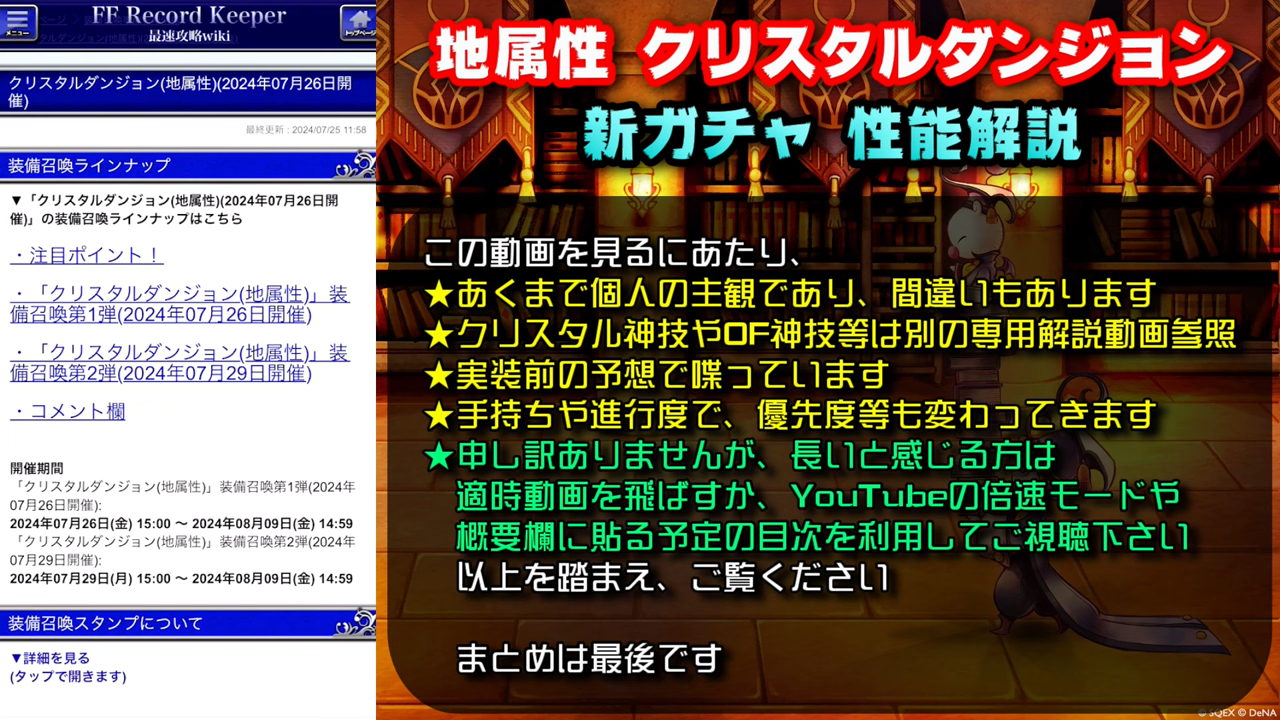 メニュー
FF Record Keeper
最速攻略wiki
トップページ
クリスタルダンジョン(地属性)(2024年07月26日開
催)
最終更新 : 2024/07/25 11:58
装備召喚ラインナップ
▼「クリスタルダンジョン(地属性)(2024年07月26日開
催)」の装備召喚ラインナップはこちら
・注目ポイント！
・「クリスタルダンジョン(地属性)」装
備召喚第1弾(2024年07月26日開催)
・「クリスタルダンジョン(地属性)」装
備召喚第2弾(2024年07月29日開催)
・コメント欄
開催期間
「クリスタルダンジョン(地属性)」装備召喚第1弾(2024年
07月26日開催):
2024年07月26日(金) 15:00 〜 2024年08月09日(金) 14:59
「クリスタルダンジョン(地属性)」装備召喚第2弾(2024年
07月29日開催):
2024年07月29日(月) 15:00 〜 2024年08月09日(金) 14:59
装備召喚スタンプについて
▼詳細を見る
(タップで開きます)
地属性 クリスタルダンジョン
新ガチャ 性能解説
この動画を見るにあたり、
★あくまで個人の主観であり、間違いもあります
★クリスタル神技やOF神技等は別の専用解説動画参照
★実装前の予想で喋っています
★手持ちや進行度で、優先度等も変わってきます
★申し訳ありませんが、長いと感じる方は
適時動画を飛ばすか、YouTubeの倍速モードや
概要欄に貼る予定の目次を利用してご視聴下さい
以上を踏まえ、ご覧ください
まとめは最後です
© SQEX © DeNA